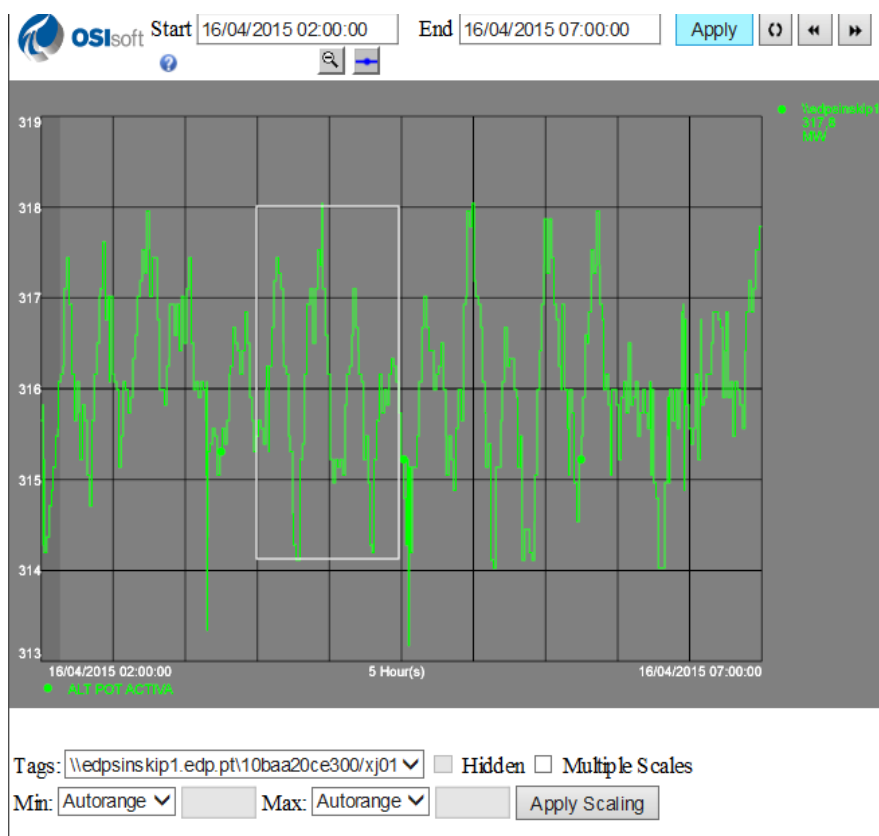 OSIsoft Start 16/04/2015 02:00:00 End 16/04/2015 07:00:00 Apply
\\edpsinskip1
317,8
MW
319
318
317
316
315
314
313
16/04/2015 02:00:00 5 Hour(s) 16/04/2015 07:00:00
ALT POT ACTIVA
Tags: \\edpsinskip1.edp.pt\10baa20ce300/xj01 Hidden Multiple Scales
Min: Autorange Max: Autorange Apply Scaling